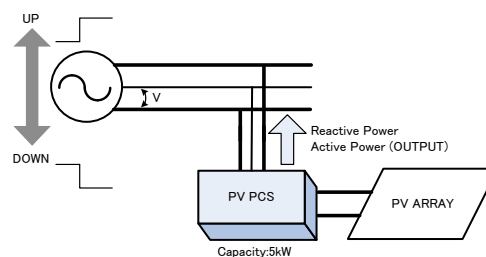 UP
V
DOWN
Reactive Power
Active Power (OUTPUT)
PV PCS
PV ARRAY
Capacity:5kW